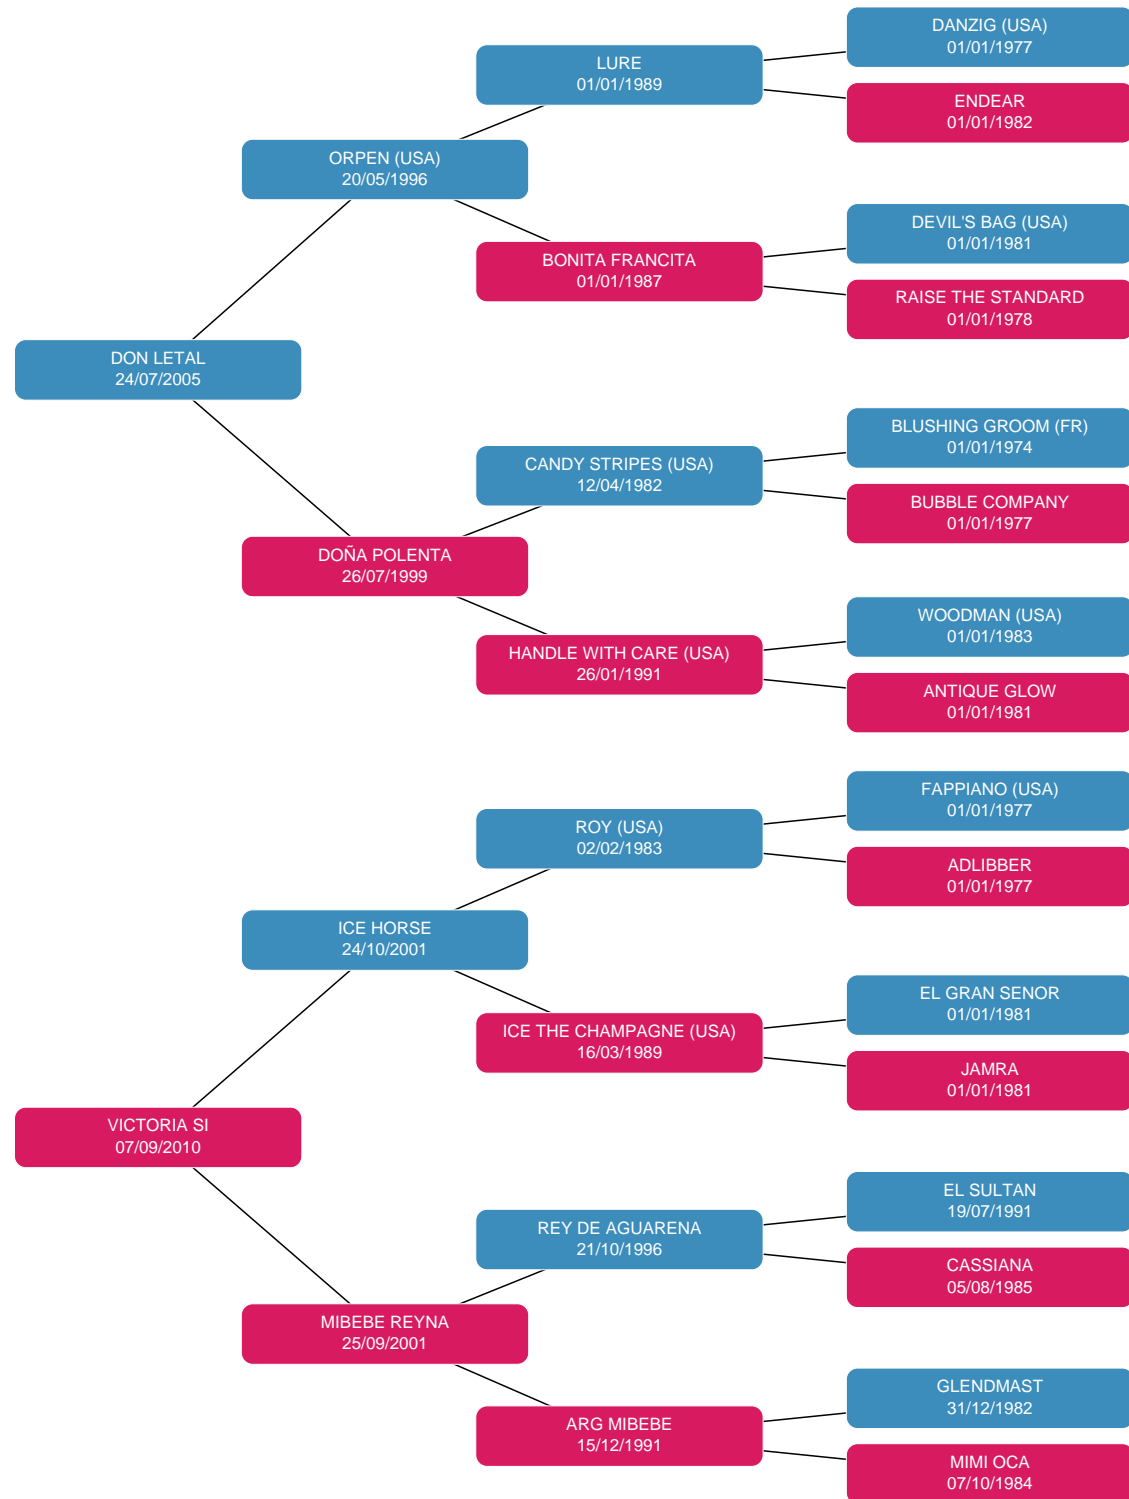 DANZIG (USA)
01/01/1977
LURE
01/01/1989
ENDEAR
01/01/1982
ORPEN (USA)
20/05/1996
DEVIL'S BAG (USA)
01/01/1981
BONITA FRANCITA
01/01/1987
RAISE THE STANDARD
01/01/1978
DON LETAL
24/07/2005
BLUSHING GROOM (FR)
01/01/1974
CANDY STRIPES (USA)
12/04/1982
BUBBLE COMPANY
01/01/1977
DOÑA POLENTA
26/07/1999
WOODMAN (USA)
01/01/1983
HANDLE WITH CARE (USA)
26/01/1991
ANTIQUE GLOW
01/01/1981
FAPPIANO (USA)
01/01/1977
ROY (USA)
02/02/1983
ADLIBBER
01/01/1977
ICE HORSE
24/10/2001
EL GRAN SENOR
01/01/1981
ICE THE CHAMPAGNE (USA)
16/03/1989
JAMRA
01/01/1981
VICTORIA SI
07/09/2010
EL SULTAN
19/07/1991
REY DE AGUARENA
21/10/1996
CASSIANA
05/08/1985
MIBEBE REYNA
25/09/2001
GLENDMAST
31/12/1982
ARG MIBEBE
15/12/1991
MIMI OCA
07/10/1984